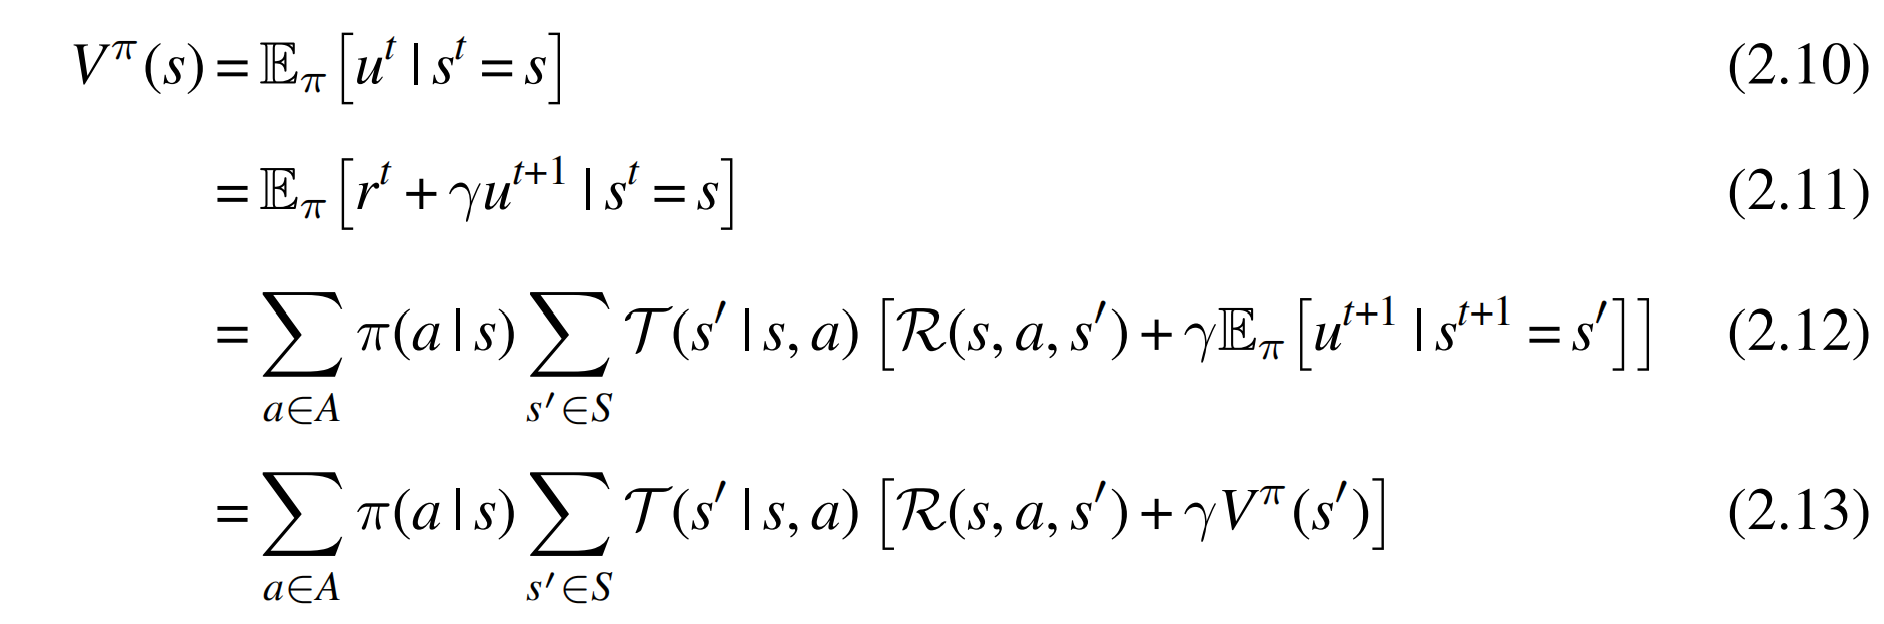 V^π(s) = 𝔼_π[u^t | s^t = s] (2.10)
= 𝔼_π[r^t + γu^{t+1} | s^t = s] (2.11)
= ∑_{a∈A} π(a | s) ∑_{s′∈S} 𝒯(s′ | s, a) [ℛ(s, a, s′) + γ𝔼_π[u^{t+1} | s^{t+1} = s′]] (2.12)
= ∑_{a∈A} π(a | s) ∑_{s′∈S} 𝒯(s′ | s, a) [ℛ(s, a, s′) + γV^π(s′)] (2.13)